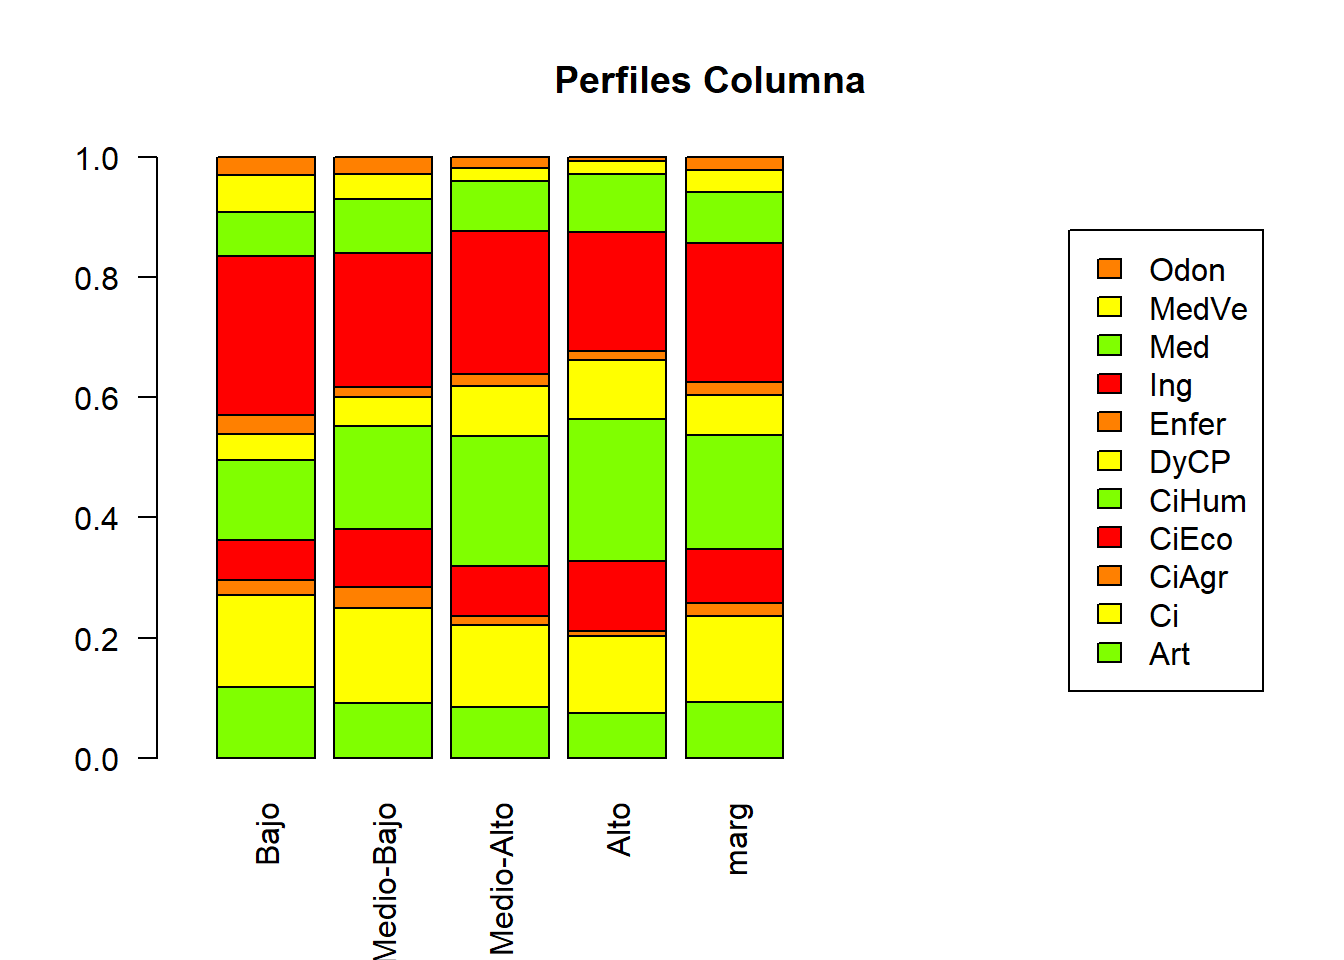 Perfiles Columna
1.0
0.8
0.6
0.4
0.2
0.0
Bajo
Medio-Bajo
Medio-Alto
Alto
marg
Odon
MedVe
Med
Ing
Enfer
DyCP
CiHum
CiEco
CiAgr
Ci
Art